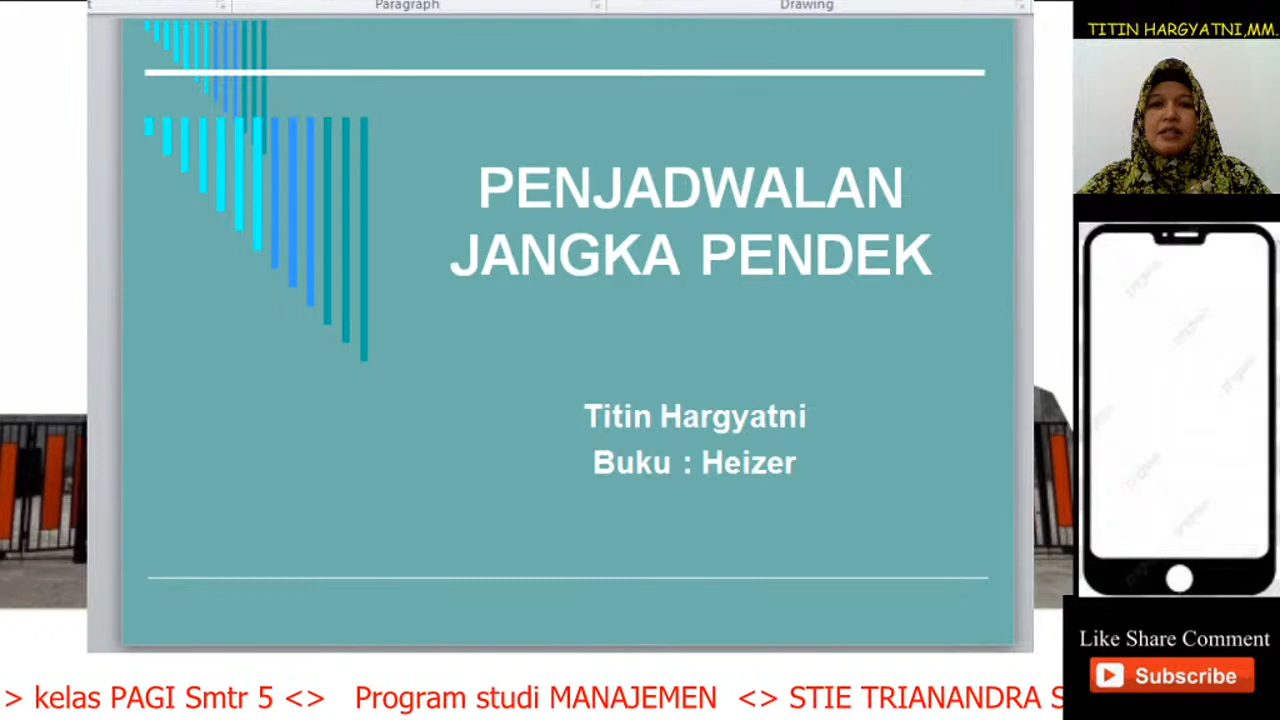 Paragraph
Drawing
TITIN HARGYATNI,MM.
PENJADWALAN
JANGKA PENDEK
Titin Hargyatni
Buku : Heizer
Like Share Comment
Subscribe
> kelas PAGI Smtr 5 <> Program studi MANAJEMEN <> STIE TRIANANDRA S